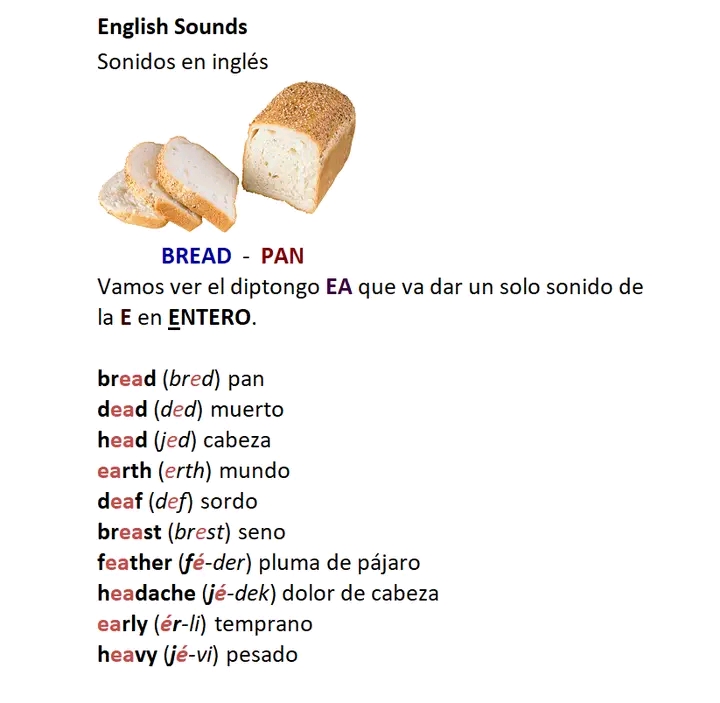 English Sounds
Sonidos en inglés
BREAD - PAN
Vamos ver el diptongo EA que va dar un solo sonido de
la E en ENTERO.
bread (bred) pan
dead (ded) muerto
head (jed) cabeza
earth (erth) mundo
deaf (def) sordo
breast (brest) seno
feather (fé-der) pluma de pájaro
headache (jé-dek) dolor de cabeza
early (ér-li) temprano
heavy (jé-vi) pesado